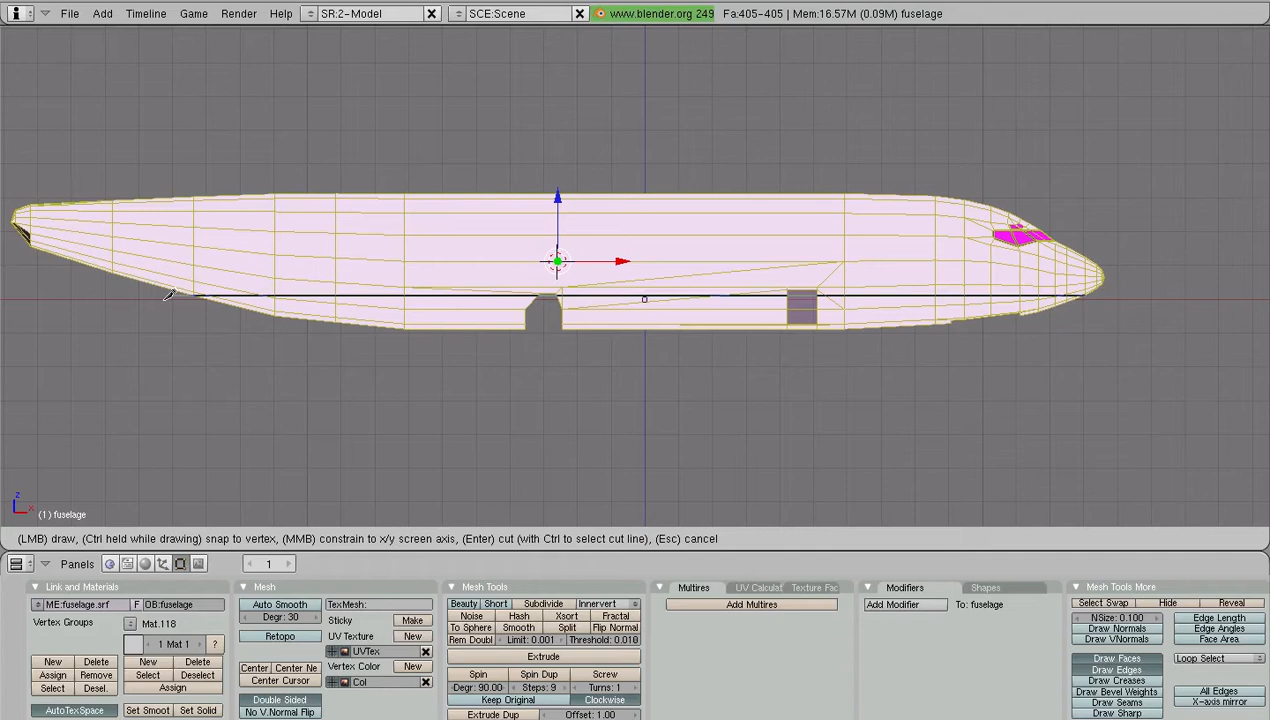 File Add Timeline Game Render Help SR:2-Model SCE:Scene www.blender.org 249 Fa:405-405 | Mem:16.57M (0.09M) fuselage
z
x
(1) fuselage
(LMB) draw, (Ctrl held while drawing) snap to vertex, (MMB) constrain to x/y screen axis, (Enter) cut (with Ctrl to select cut line), (Esc) cancel
Panels 1
Link and Materials Mesh Mesh Tools Multires UV Calculat Texture Fac Modifiers Shapes Mesh Tools More
ME:fuselage.srf F OB:fuselage Auto Smooth TexMesh: Beauty Short Subdivide Innervert Add Multires Add Modifier To: fuselage Select Swap Hide Reveal
Vertex Groups Mat.118 Degr: 30 Sticky Make Noise Hash Xsort Fractal NSize: 0.100 Edge Length
To Sphere Smooth Split Flip Normal Draw Normals Edge Angles
1 Mat 1 ? Retopo UV Texture New Rem Doubl Limit: 0.001 Threshold: 0.018 Draw VNormals Face Area
UVTex Extrude
New Delete New Delete Center Center Ne Vertex Color New Draw Faces Loop Select
Assign Remove Select Deselect Center Cursor Col Spin Spin Dup Screw Draw Edges
Select Desel. Assign Degr: 90.00 Steps: 9 Turns: 1 Draw Creases
Double Sided Keep Original Clockwise Draw Bevel Weights All Edges
AutoTexSpace Set Smoot Set Solid No V.Normal Flip Extrude Dup Offset: 1.00 Draw Seams X-axis mirror
Draw Sharp